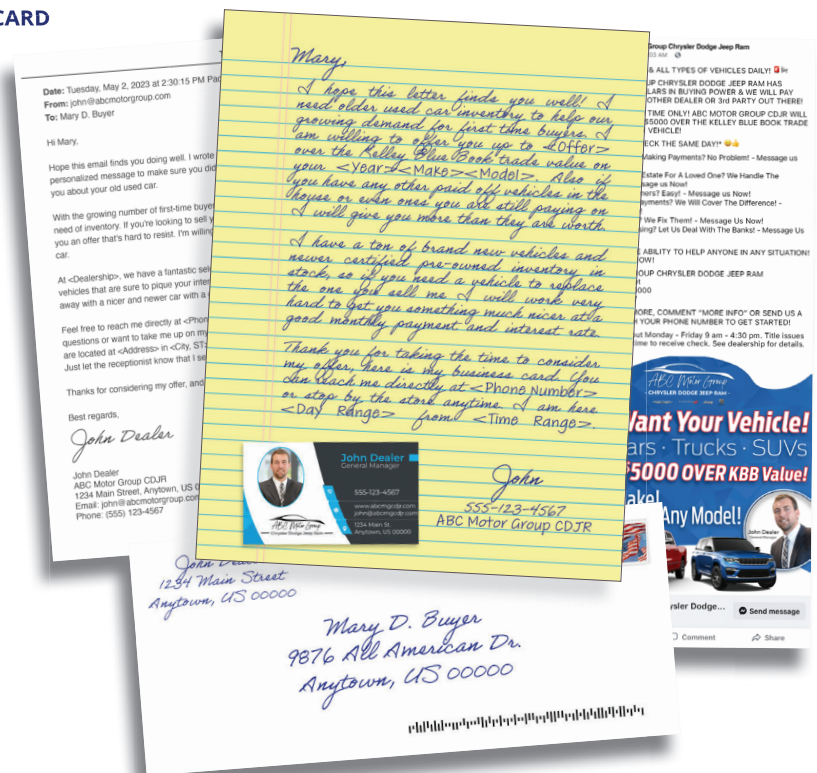 CARD
Date: Tuesday, May 2, 2023 at 2:30:15 PM
From: john@abcmotorgroup.com
To: Mary D. Buyer
Hi Mary,
Hope this email finds you doing well. I wrote
personalized message to make sure you
you about your old used car.
With the growing number of first-time
need of inventory. If you're looking to sell
you an offer that's hard to resist. I'm
car.
At <Dealership>, we have a fantastic
vehicles that are sure to pique your
away with a nicer and newer car with a
Feel free to reach me directly at
questions or want to take me up on my
are located at <Address> in <City,
Just let the receptionist know that I
Thanks for considering my offer, and
Best regards,
John Dealer
John Dealer
ABC Motor Group CDJR
1234 Main Street, Anytown, US
Email: john@abcmotorgroup.com
Phone: (555) 123-4567
Mary,
I hope this letter finds you well! I
need older used car inventory to help our
growing demand for first time buyers. I
am willing to offer you up to <Offer>
over the Kelley Blue Book trade value on
your <Year><Make><Model>. Also if
you have any other paid off vehicles in the
house or even ones you are still paying on
I will give you more than they are worth.
I have a ton of brand new vehicles and
newer certified pre-owned inventory in
stock, so if you need a vehicle to replace
the one you sell me I will work very
hard to get you something much nicer at a
good monthly payment and interest rate.
Thank you for taking the time to consider
my offer, here is my business card. You
can reach me directly at <Phone Number>
or stop by the store anytime. I am here
<Day Range> from <Time Range>.
John
555-123-4567
ABC Motor Group CDJR
John Dealer
General Manager
555-123-4567
www.abcmgcdjr.com
john@abcmgcdjr.com
1234 Main St.
Anytown, US 00000
ABC Motor Group
Chrysler Dodge Jeep Ram
Group Chrysler Dodge Jeep Ram
AM
& ALL TYPES OF VEHICLES DAILY!
UP CHRYSLER DODGE JEEP RAM HAS
IN BUYING POWER & WE WILL PAY
OTHER DEALER OR 3rd PARTY OUT THERE!
TIME ONLY! ABC MOTOR GROUP CDJR WILL
$5000 OVER THE KELLEY BLUE BOOK TRADE
VEHICLE!
THE SAME DAY!*
Making Payments? No Problem! - Message us
Estate For A Loved One? We Handle The
us Now!
Easy! - Message us Now!
We Will Cover The Difference! -
We Fix Them! - Message Us Now!
Let Us Deal With The Banks! - Message Us
ABILITY TO HELP ANYONE IN ANY SITUATION!
CHRYSLER DODGE JEEP RAM
COMMENT "MORE INFO" OR SEND US A
YOUR PHONE NUMBER TO GET STARTED!
Monday - Friday 9 am - 4:30 pm. Title issues
to receive check. See dealership for details.
ABC Motor Group
CHRYSLER DODGE JEEP RAM
Want Your Vehicle!
Cars · Trucks · SUVs
$5000 OVER KBB Value!
Any Model!
John Dealer
General Manager
Dodge...
Send message
Comment
Share
John
1234 Main Street
Anytown, US 00000
Mary D. Buyer
9876 All American Dr.
Anytown, US 00000